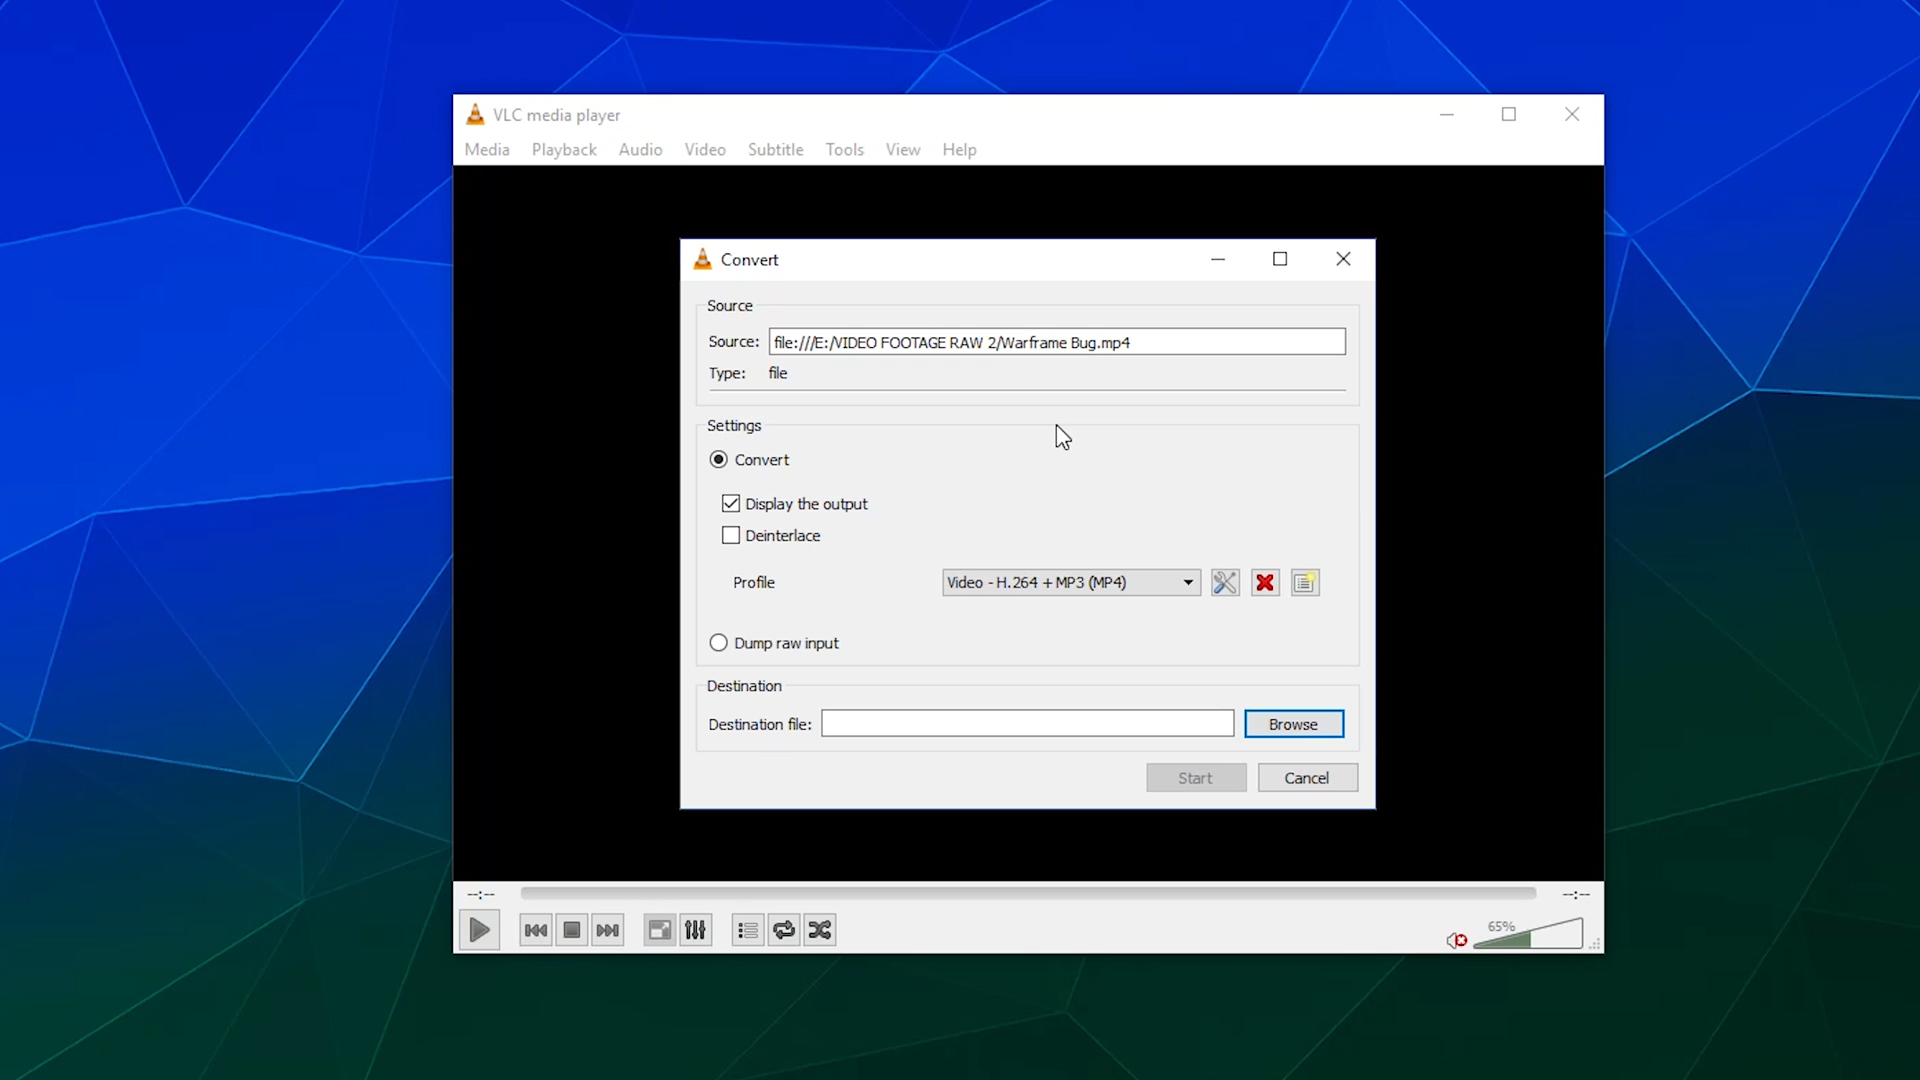 VLC media player
Media Playback Audio Video Subtitle Tools View Help
Convert
Source
Source: file:///E:/VIDEO FOOTAGE RAW 2/Warframe Bug.mp4
Type: file
Settings
Convert
Display the output
Deinterlace
Profile Video - H.264 + MP3 (MP4)
Dump raw input
Destination
Destination file: Browse
Start Cancel
--:-- --:--
65%